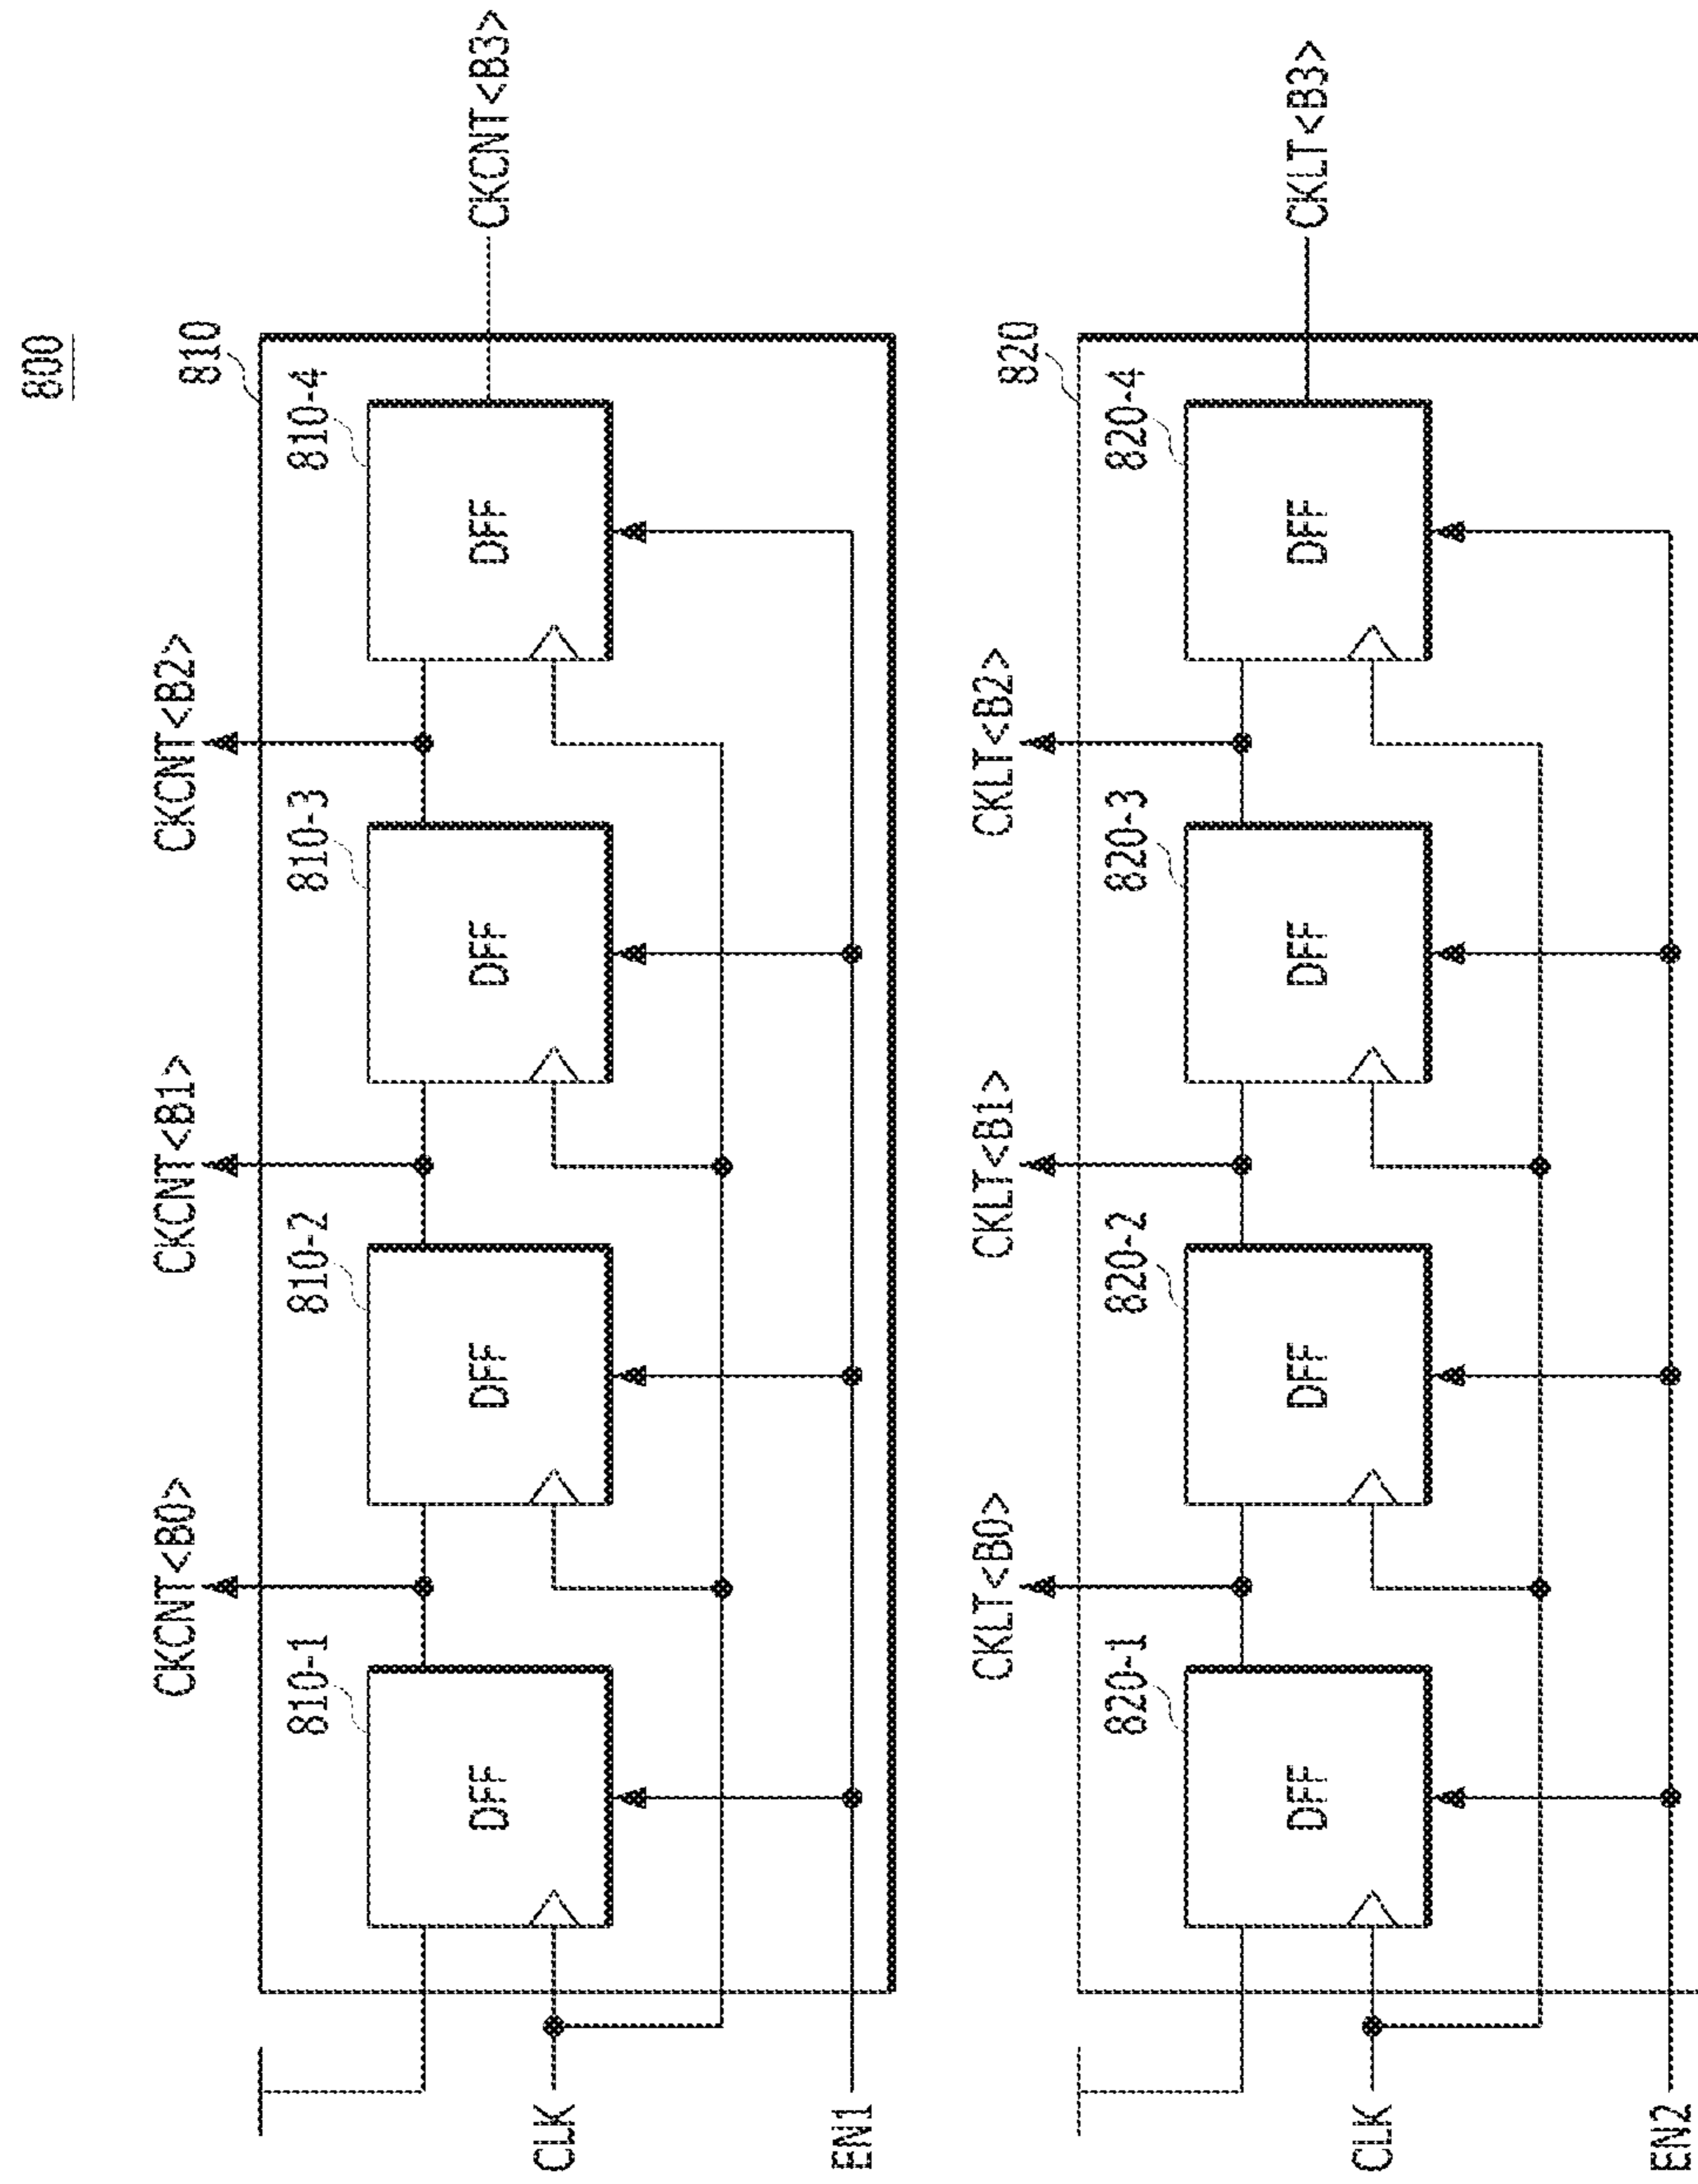 800
810
CKCNT<B0>
CKCNT<B1>
CKCNT<B2>
810-1
810-2
810-3
810-4
DFF
DFF
DFF
DFF
CKCNT<B3>
CLK
EN1
820
CKLT<B0>
CKLT<B1>
CKLT<B2>
820-1
820-2
820-3
820-4
DFF
DFF
DFF
DFF
CKLT<B3>
CLK
EN2